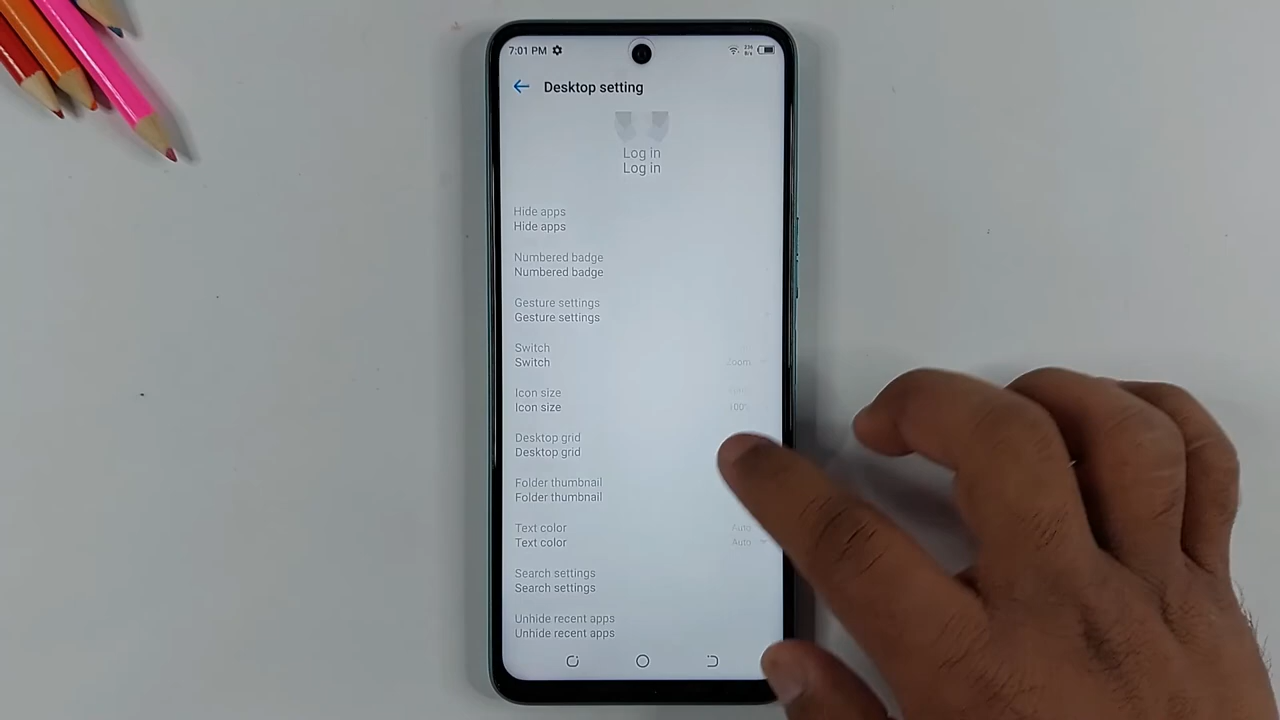 7:01 PM
Desktop setting
Log in
Log in
Hide apps
Hide apps
Numbered badge
Numbered badge
Gesture settings
Gesture settings
Switch
Switch Zoom
Icon size
Icon size 100%
Desktop grid
Desktop grid
Folder thumbnail
Folder thumbnail
Text color Auto
Text color Auto
Search settings
Search settings
Unhide recent apps
Unhide recent apps